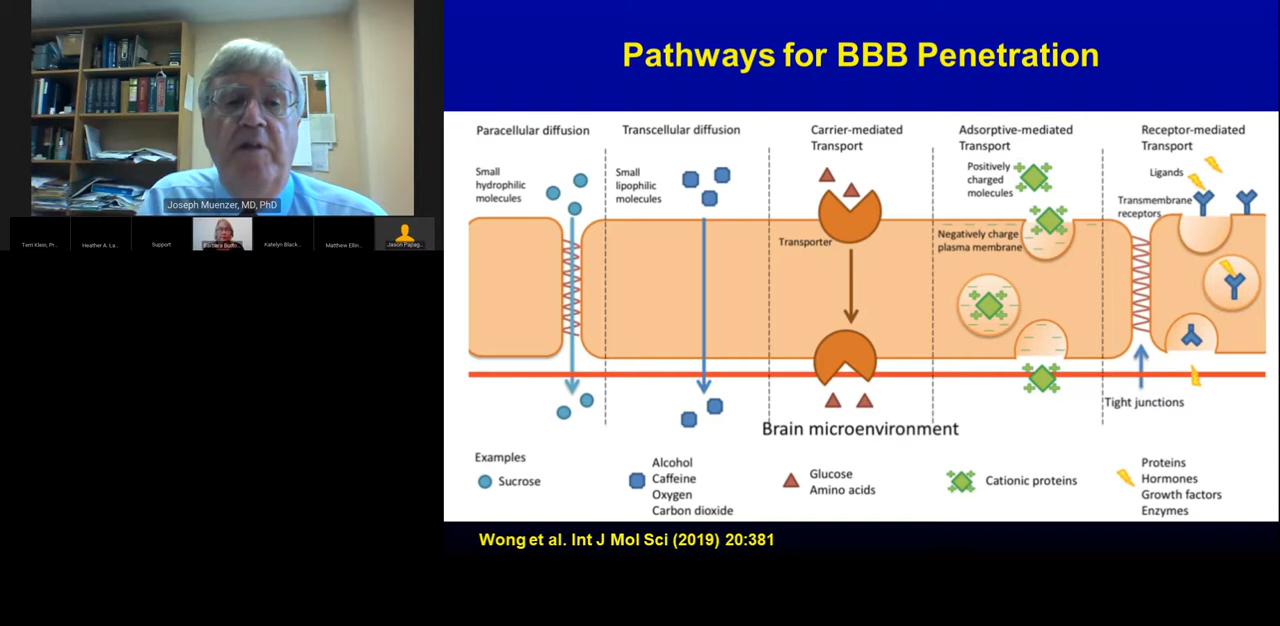 Joseph Muenzer, MD, PhD
Terri Klein, Pr...
Heather A. La...
Support
Barbara Burto...
Katelyn Black...
Matthew Ellin...
Jason Papag...
Pathways for BBB Penetration
Paracellular diffusion
Small
hydrophilic
molecules
Transcellular diffusion
Small
lipophilic
molecules
Carrier-mediated
Transport
Transporter
Adsorptive-mediated
Transport
Positively
charged
molecules
Negatively charge
plasma membrane
Receptor-mediated
Transport
Ligands
Transmembrane
receptors
Tight junctions
Brain microenvironment
Examples
Sucrose
Alcohol
Caffeine
Oxygen
Carbon dioxide
Glucose
Amino acids
Cationic proteins
Proteins
Hormones
Growth factors
Enzymes
Wong et al. Int J Mol Sci (2019) 20:381